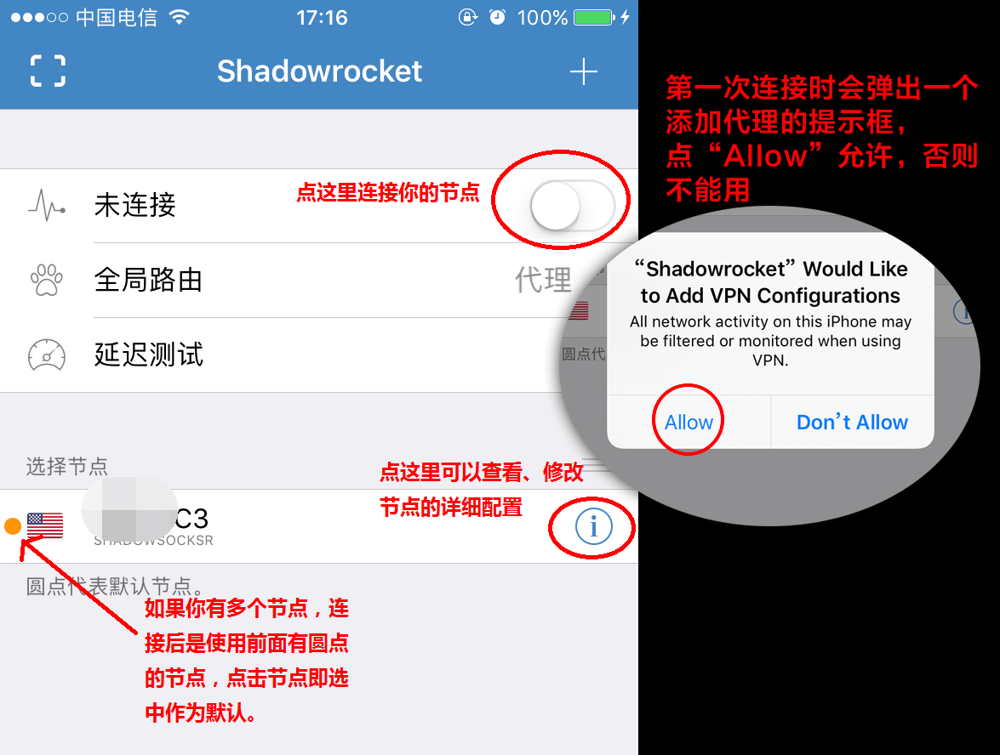 中国电信
17:16
100%
Shadowrocket
第一次连接时会弹出一个
添加代理的提示框，
点“Allow”允许，否则
不能用
未连接
点这里连接你的节点
全局路由
代理
延迟测试
“Shadowrocket” Would Like
to Add VPN Configurations
All network activity on this iPhone may
be filtered or monitored when using
VPN.
圆点代
Allow
Don’t Allow
选择节点
点这里可以查看、修改
节点的详细配置
C3
SHADOWSOCKSR
圆点代表默认节点。
如果你有多个节点，连
接后是使用前面有圆点
的节点，点击节点即选
中作为默认。